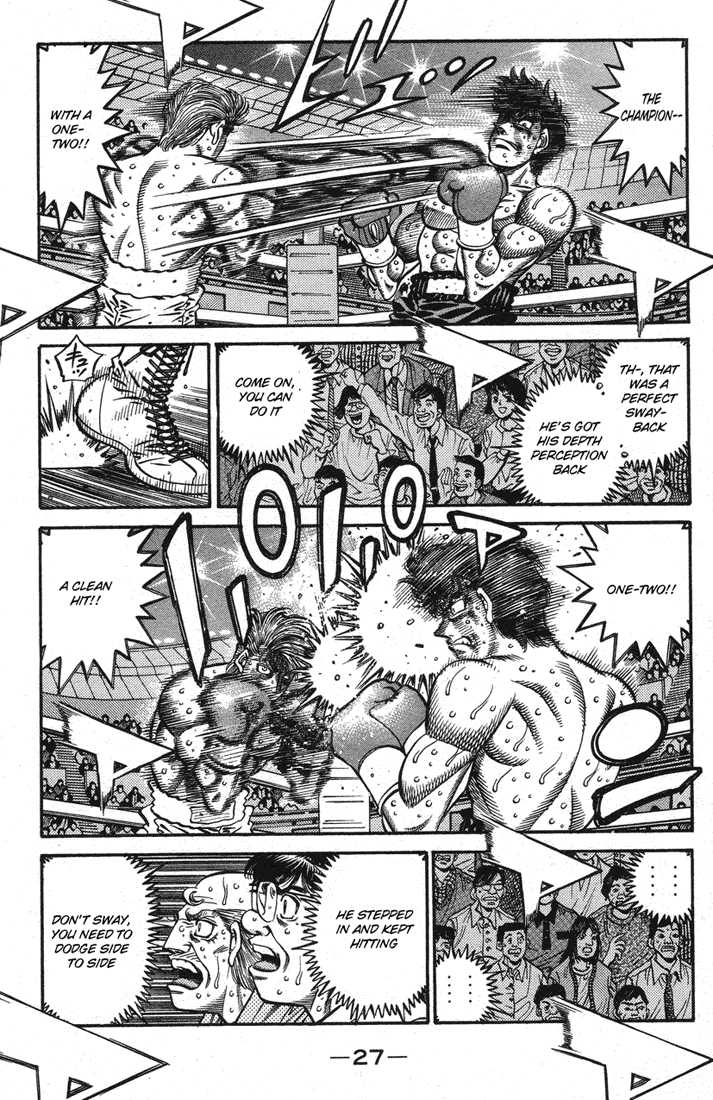 THE
CHAMPION--
WITH A
ONE-
TWO!!
TH-, THAT
WAS A
PERFECT
SWAY-
BACK
HE'S GOT
HIS DEPTH
PERCEPTION
BACK
COME ON,
YOU CAN
DO IT
ONE-TWO!!
A CLEAN
HIT!!
HE STEPPED
IN AND KEPT
HITTING
DON'T SWAY,
YOU NEED TO
DODGE SIDE
TO SIDE
—27—